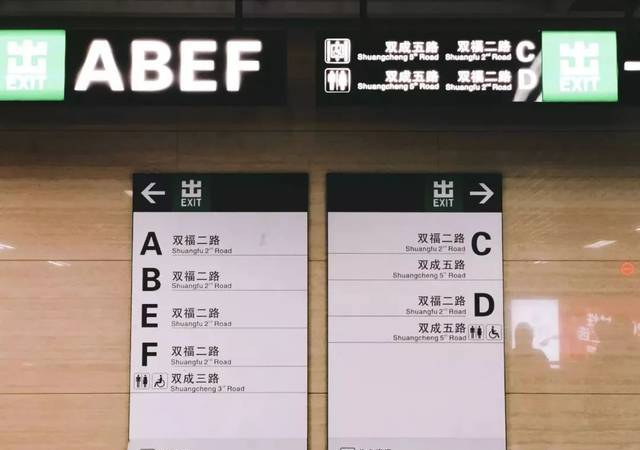 出 EXIT ABEF
双成五路 双福二路 C
Shuangcheng 5th Road Shuangfu 2nd Road
双成五路 双福二路 D
Shuangcheng 5th Road Shuangfu 2nd Road
出 EXIT
← 出 EXIT
A 双福二路
Shuangfu 2nd Road
B 双福二路
Shuangfu 2nd Road
E 双福二路
Shuangfu 2nd Road
F 双福二路
Shuangfu 2nd Road
双成三路
Shuangcheng 3rd Road
出 EXIT →
双福二路 C
Shuangfu 2nd Road
双成五路
Shuangcheng 5th Road
双福二路 D
Shuangfu 2nd Road
双成五路
Shuangcheng 5th Road